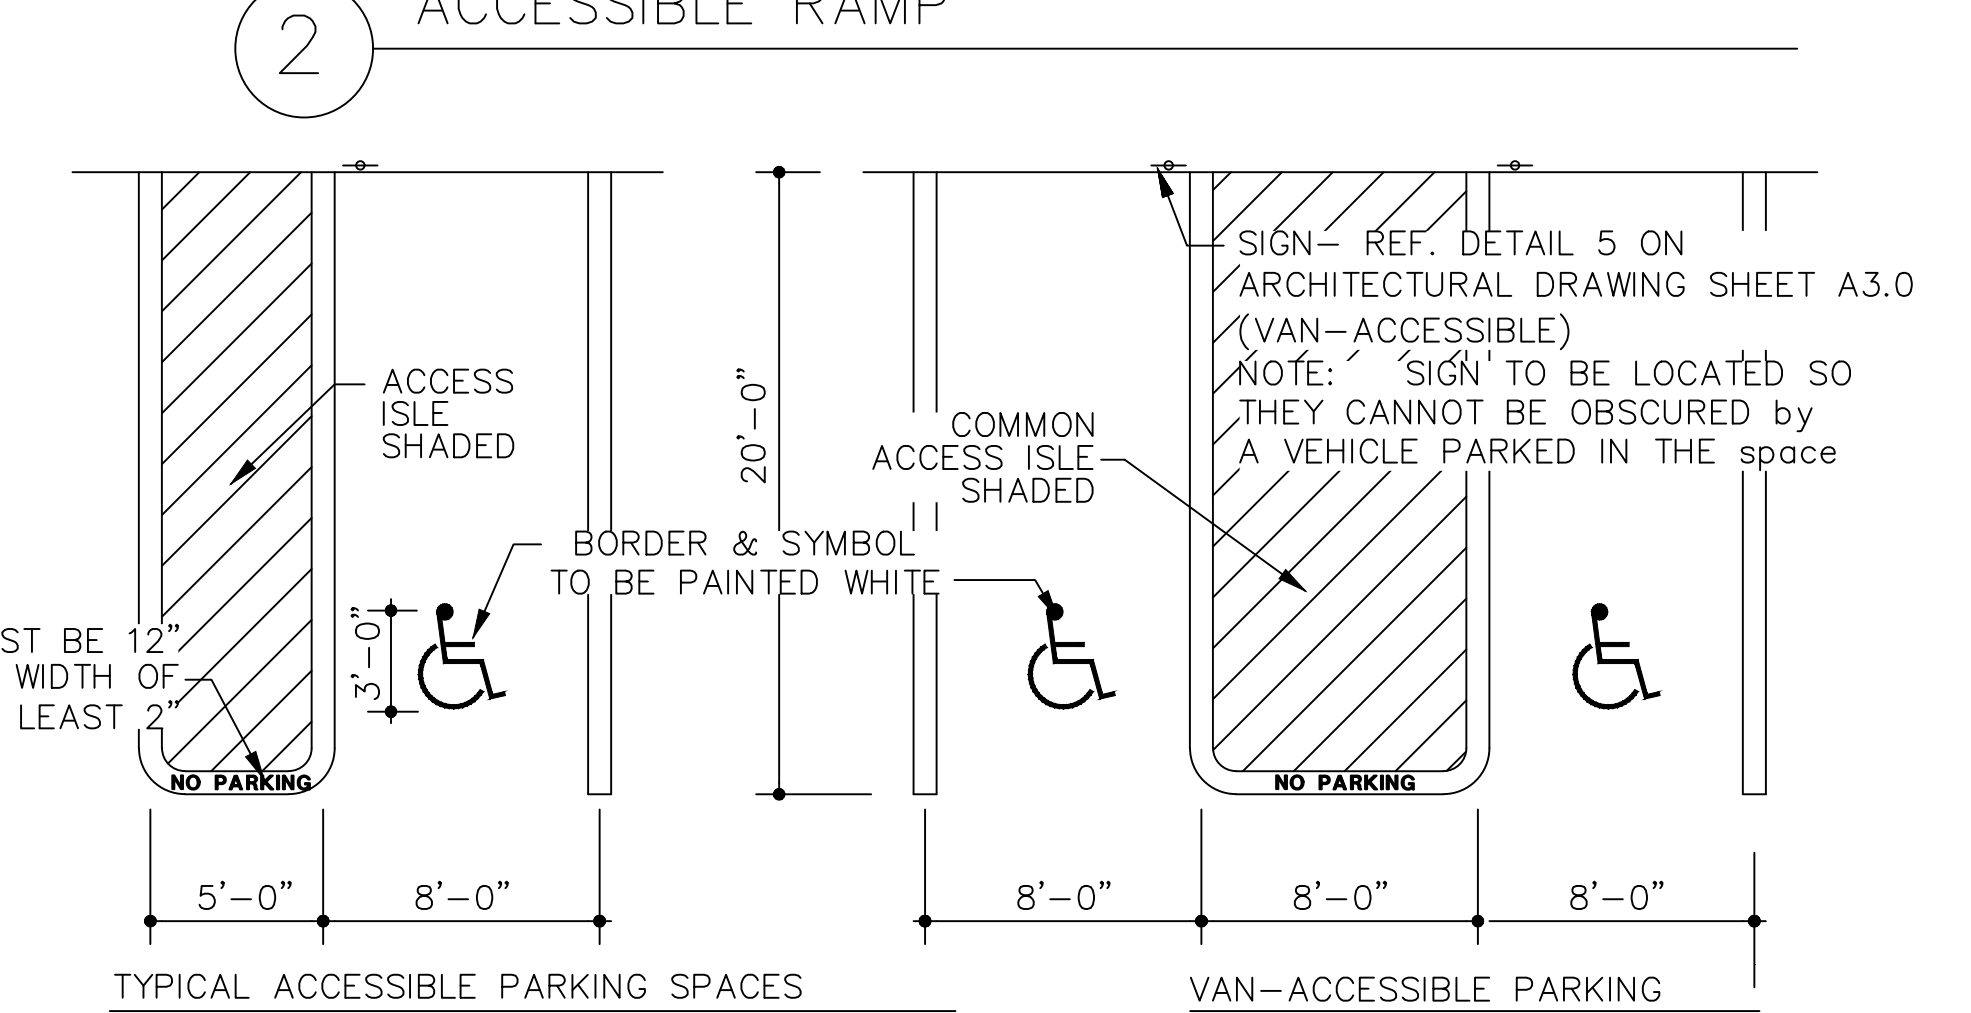 ACCESSIBLE RAMP
2
SIGN- REF. DETAIL 5 ON
ARCHITECTURAL DRAWING SHEET A3.0
(VAN-ACCESSIBLE)
NOTE: SIGN TO BE LOCATED SO
THEY CANNOT BE OBSCURED by
A VEHICLE PARKED IN THE space
ACCESS
ISLE
SHADED
20'-0"
COMMON
ACCESS ISLE
SHADED
BORDER & SYMBOL
TO BE PAINTED WHITE
ST BE 12"
WIDTH OF
LEAST 2"
3'-0"
NO PARKING
NO PARKING
5'-0"
8'-0"
8'-0"
8'-0"
8'-0"
TYPICAL ACCESSIBLE PARKING SPACES
VAN-ACCESSIBLE PARKING